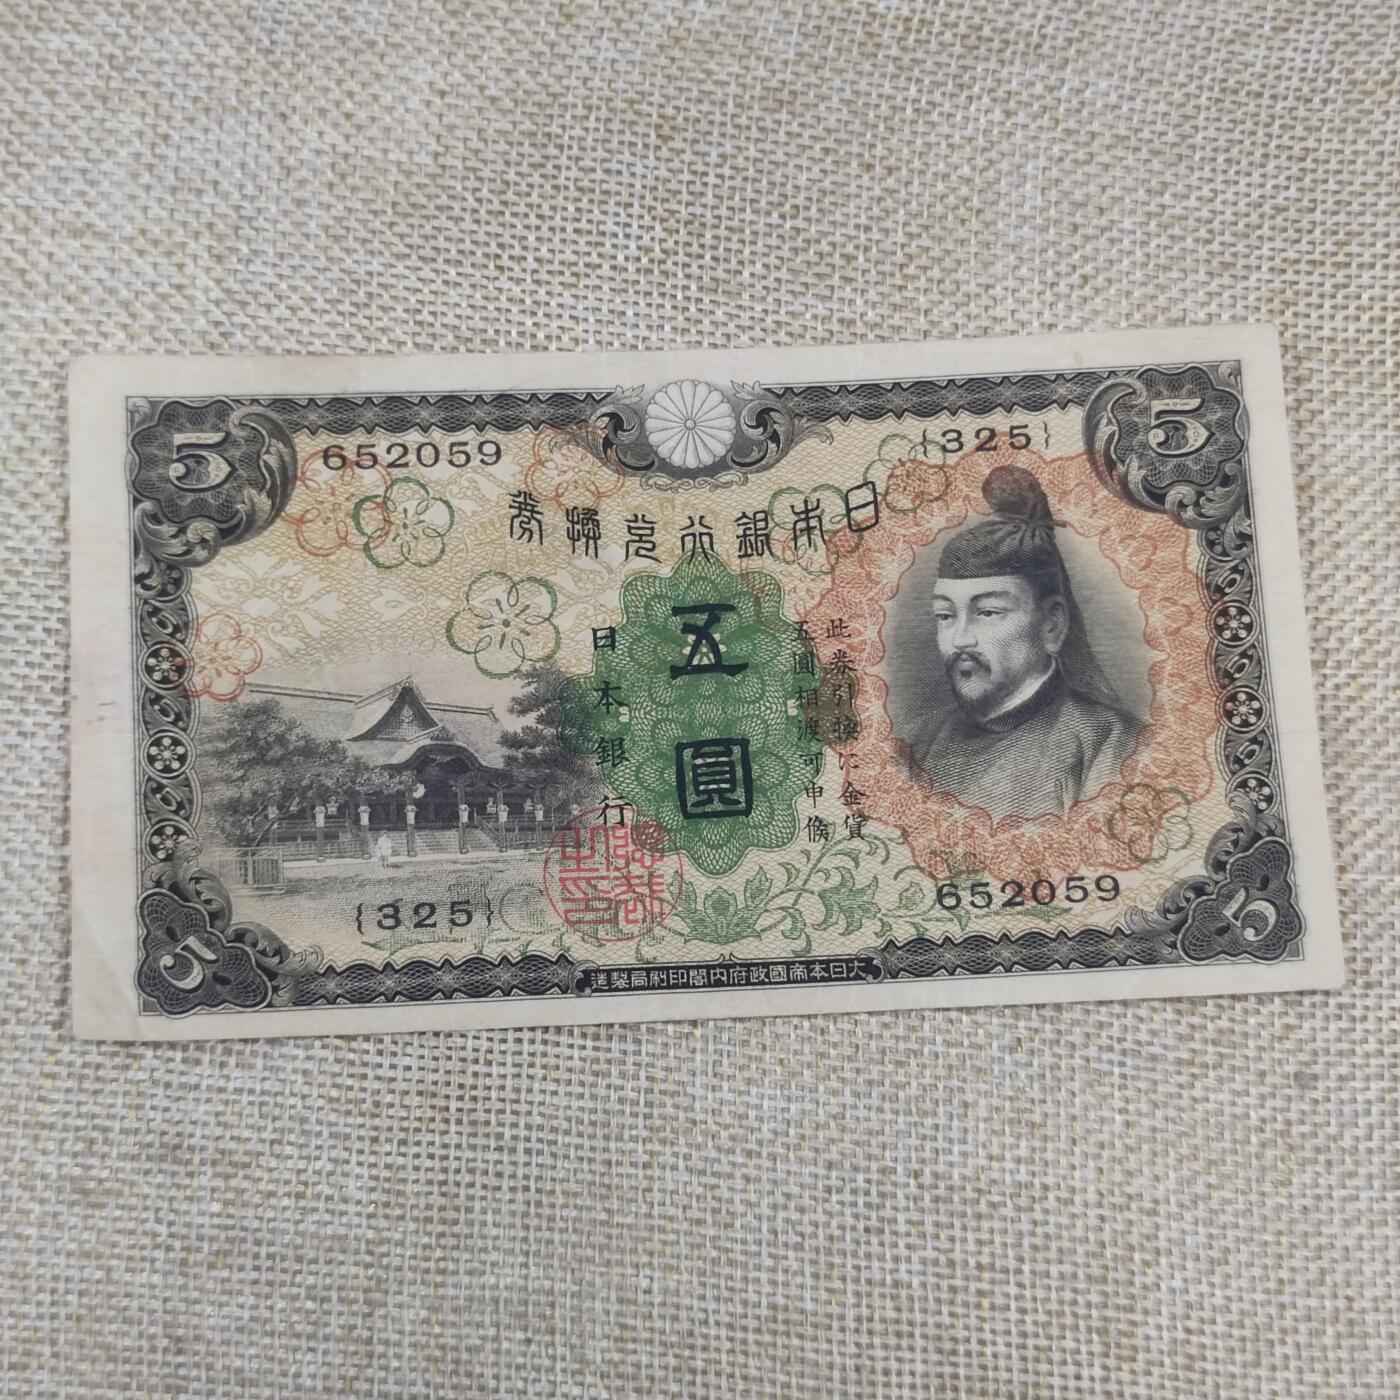 5
5
652059
{325}
日本銀行兌換券
此券引換に金貨
五圓相渡可申候
五圓
日本銀行
{325}
652059
大日本帝國政府内閣印刷局製造
5
5